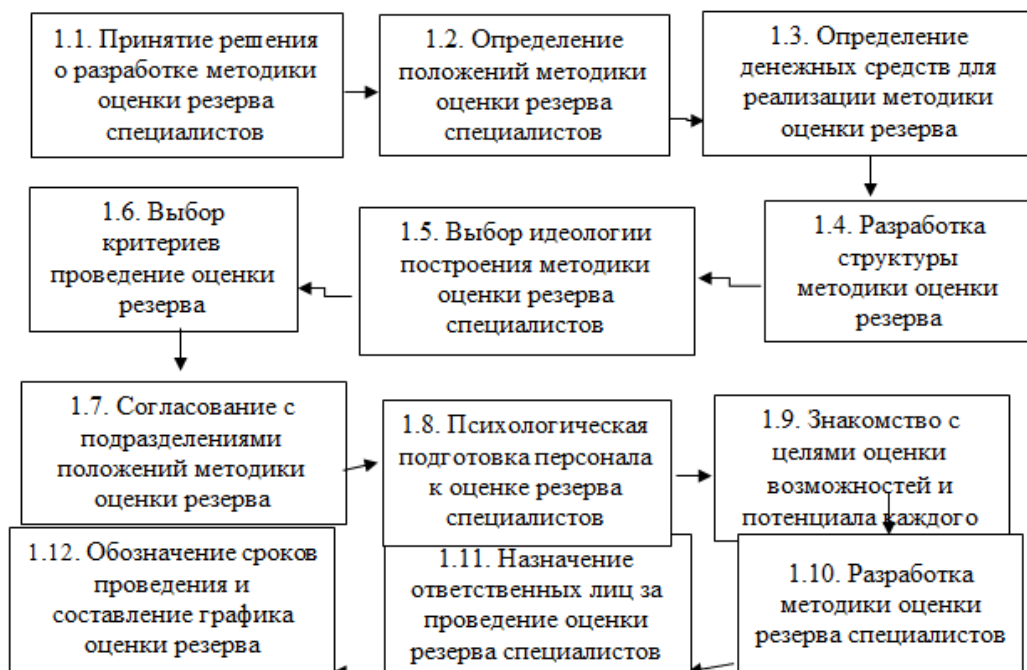 1.1. Принятие решения
о разработке методики
оценки резерва
специалистов
1.2. Определение
положений методики
оценки резерва
специалистов
1.3. Определение
денежных средств для
реализации методики
оценки резерва
1.4. Разработка
структуры
методики оценки
резерва
1.5. Выбор идеологии
построения методики
оценки резерва
специалистов
1.6. Выбор
критериев
проведение оценки
резерва
1.7. Согласование с
подразделениями
положений методики
оценки резерва
1.8. Психологическая
подготовка персонала
к оценке резерва
специалистов
1.9. Знакомство с
целями оценки
возможностей и
потенциала каждого
1.10. Разработка
методики оценки
резерва специалистов
1.11. Назначение
ответственных лиц за
проведение оценки
резерва специалистов
1.12. Обозначение сроков
проведения и
составление графика
оценки резерва